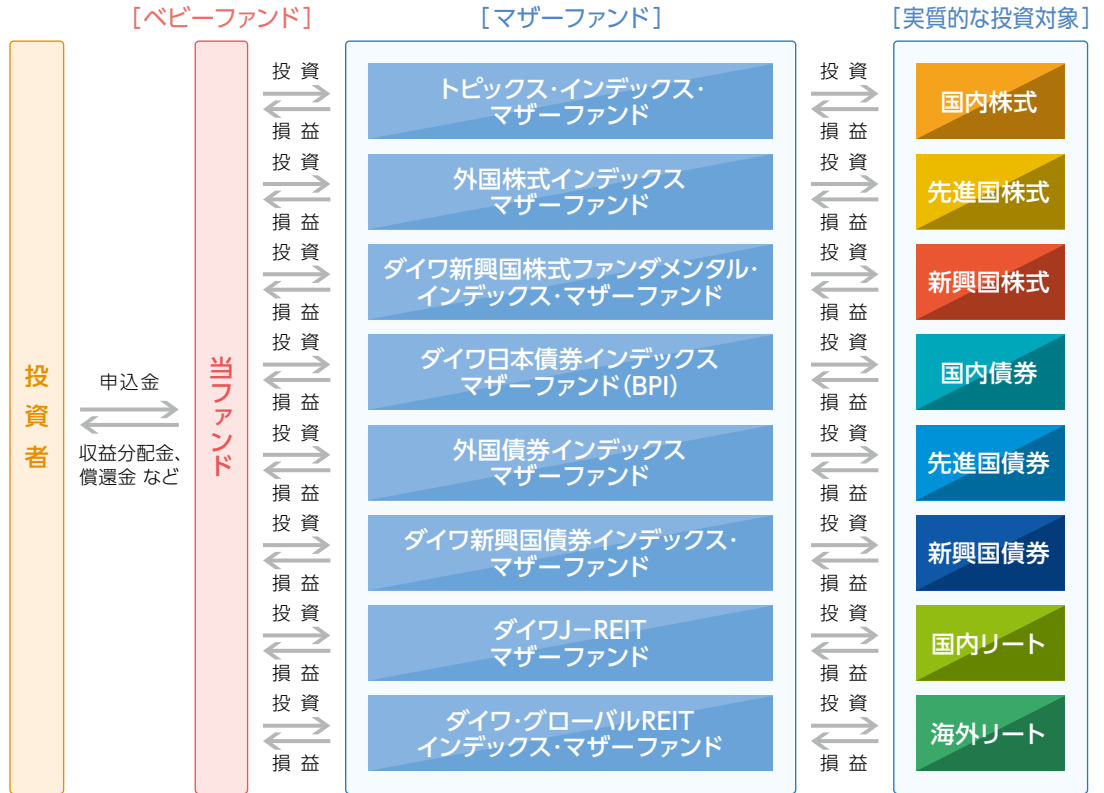 [ベビーファンド]
[マザーファンド]
[実質的な投資対象]
投資者
申込金
収益分配金、
償還金 など
当ファンド
投 資
損 益
トピックス・インデックス・
マザーファンド
投 資
損 益
国内株式
投 資
損 益
外国株式インデックス
マザーファンド
投 資
損 益
先進国株式
投 資
損 益
ダイワ新興国株式ファンダメンタル・
インデックス・マザーファンド
投 資
損 益
新興国株式
投 資
損 益
ダイワ日本債券インデックス
マザーファンド(BPI)
投 資
損 益
国内債券
投 資
損 益
外国債券インデックス
マザーファンド
投 資
損 益
先進国債券
投 資
損 益
ダイワ新興国債券インデックス・
マザーファンド
投 資
損 益
新興国債券
投 資
損 益
ダイワJ－REIT
マザーファンド
投 資
損 益
国内リート
投 資
損 益
ダイワ・グローバルREIT
インデックス・マザーファンド
投 資
損 益
海外リート